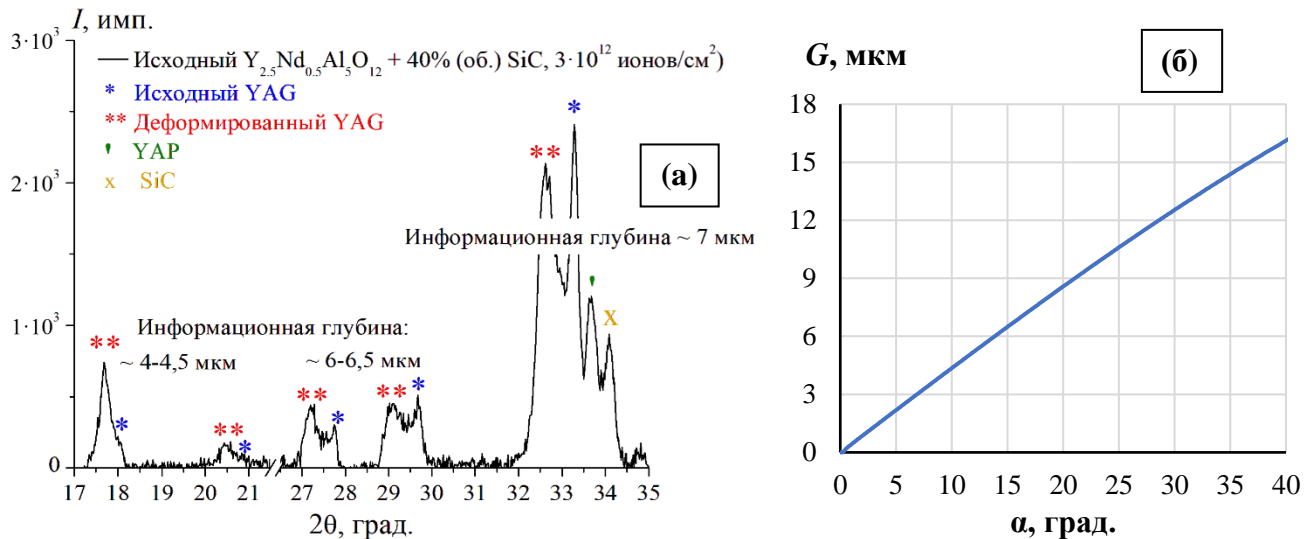 I, имп.
3·10³
— Исходный Y₂.₅Nd₀.₅Al₅O₁₂ + 40% (об.) SiC, 3·10¹² ионов/см²)
* Исходный YAG
** Деформированный YAG
YAP
x SiC
2·10³
1·10³
0
(а)
**
*
Информационная глубина ~ 7 мкм
x
Информационная глубина:
~ 4-4,5 мкм
~ 6-6,5 мкм
**
*
**
*
**
*
**
*
17 18 19 20 21 27 28 29 30 31 32 33 34 35
2θ, град.
G, мкм
(б)
18
15
12
9
6
3
0
0 5 10 15 20 25 30 35 40
α, град.